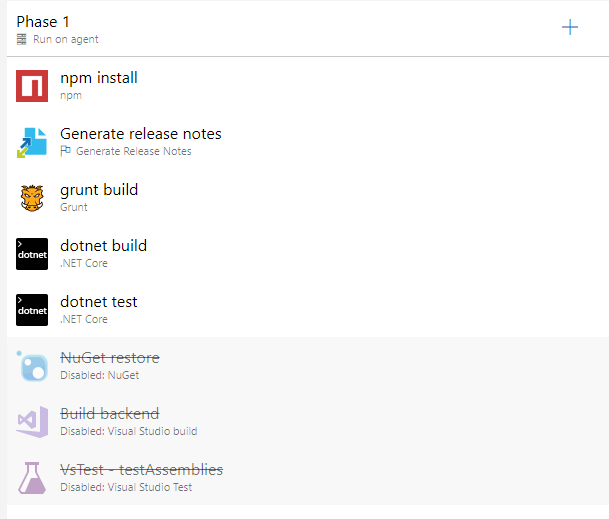 Phase 1
Run on agent
npm install
npm
Generate release notes
Generate Release Notes
grunt build
Grunt
dotnet build
dotnet
.NET Core
dotnet test
dotnet
.NET Core
NuGet restore
Disabled: NuGet
Build backend
Disabled: Visual Studio build
VsTest - testAssemblies
Disabled: Visual Studio Test